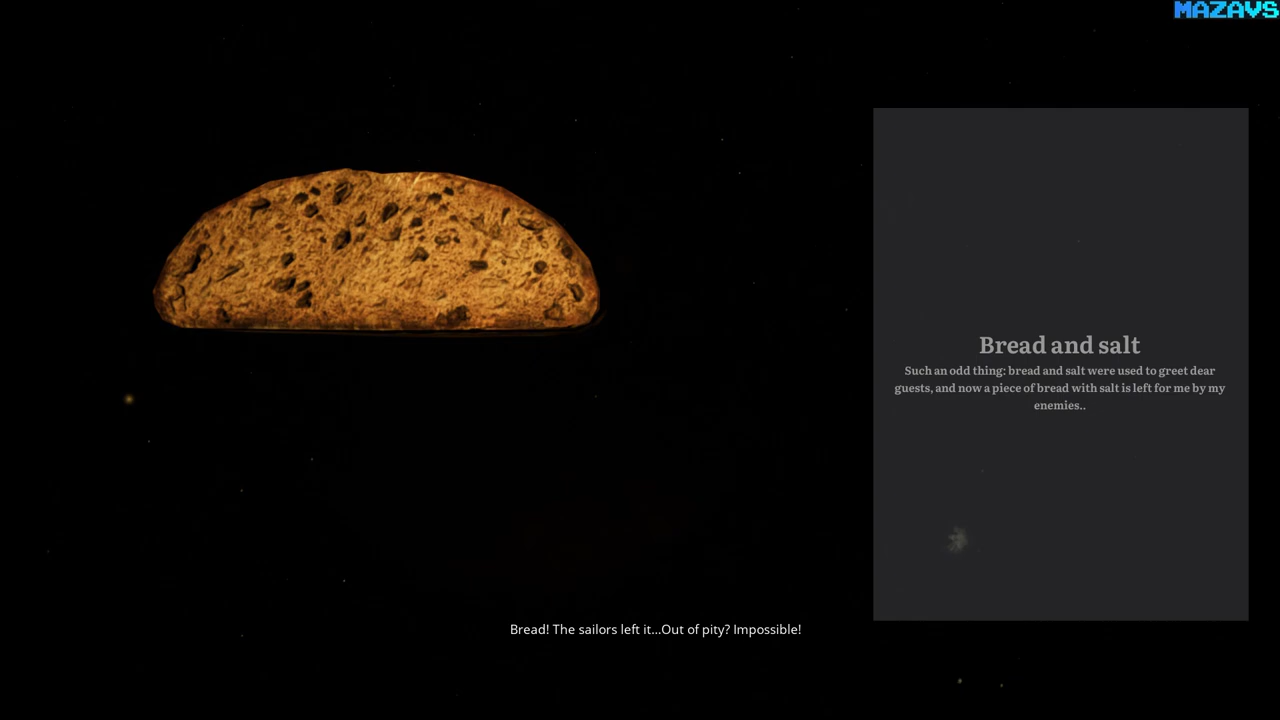 MAZAVS
Bread and salt
Such an odd thing: bread and salt were used to greet dear
guests, and now a piece of bread with salt is left for me by my
enemies..
Bread! The sailors left it...Out of pity? Impossible!